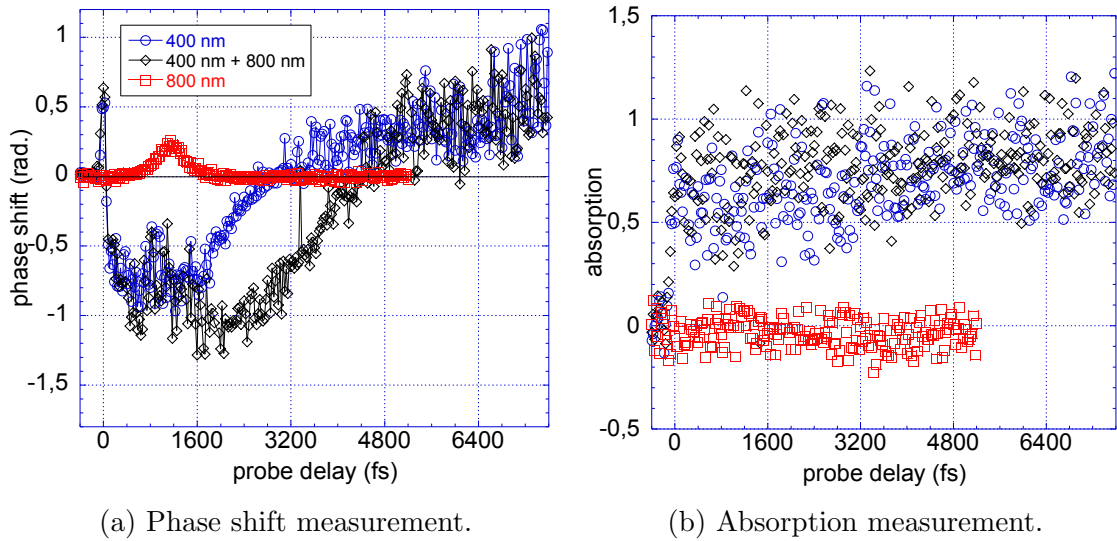 1
0,5
0
-0,5
-1
-1,5
phase shift (rad.)
400 nm
400 nm + 800 nm
800 nm
0 1600 3200 4800 6400
probe delay (fs)
(a) Phase shift measurement.
1,5
1
0,5
0
-0,5
absorption
0 1600 3200 4800 6400
probe delay (fs)
(b) Absorption measurement.